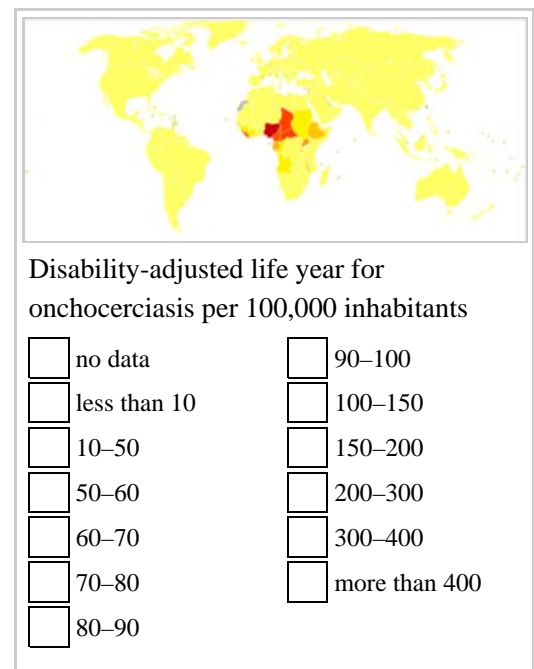 Disability-adjusted life year for
onchocerciasis per 100,000 inhabitants
no data
less than 10
10–50
50–60
60–70
70–80
80–90
90–100
100–150
150–200
200–300
300–400
more than 400